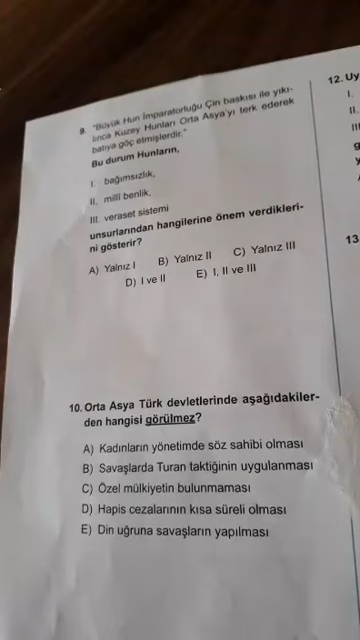 9. "Büyük Hun İmparatorluğu Çin baskısı ile yıkı-
lınca Kuzey Hunları Orta Asya'yı terk ederek
batıya göç etmişlerdir."
Bu durum Hunların,
I. bağımsızlık,
II. millî benlik,
III. veraset sistemi
unsurlarından hangilerine önem verdikleri-
ni gösterir?
A) Yalnız I B) Yalnız II C) Yalnız III
D) I ve II E) I, II ve III
10. Orta Asya Türk devletlerinde aşağıdakiler-
den hangisi görülmez?
A) Kadınların yönetimde söz sahibi olması
B) Savaşlarda Turan taktiğinin uygulanması
C) Özel mülkiyetin bulunmaması
D) Hapis cezalarının kısa süreli olması
E) Din uğruna savaşların yapılması
12. Uy
I.
II.
13